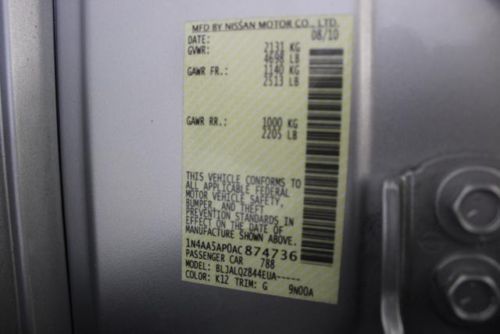 MFD BY NISSAN MOTOR CO., LTD.
DATE: 08/10
GVWR: 2131 KG
4698 LB
GAWR FR.: 1140 KG
2513 LB
GAWR RR.: 1000 KG
2205 LB
THIS VEHICLE CONFORMS TO
ALL APPLICABLE FEDERAL
MOTOR VEHICLE SAFETY,
BUMPER, AND THEFT
PREVENTION STANDARDS IN
EFFECT ON THE DATE OF
MANUFACTURE SHOWN ABOVE.
1N4AA5AP0AC874736
PASSENGER CAR 788
MODEL: BLJALQZ844EUA-----
COLOR: K12 TRIM: G 9N00A